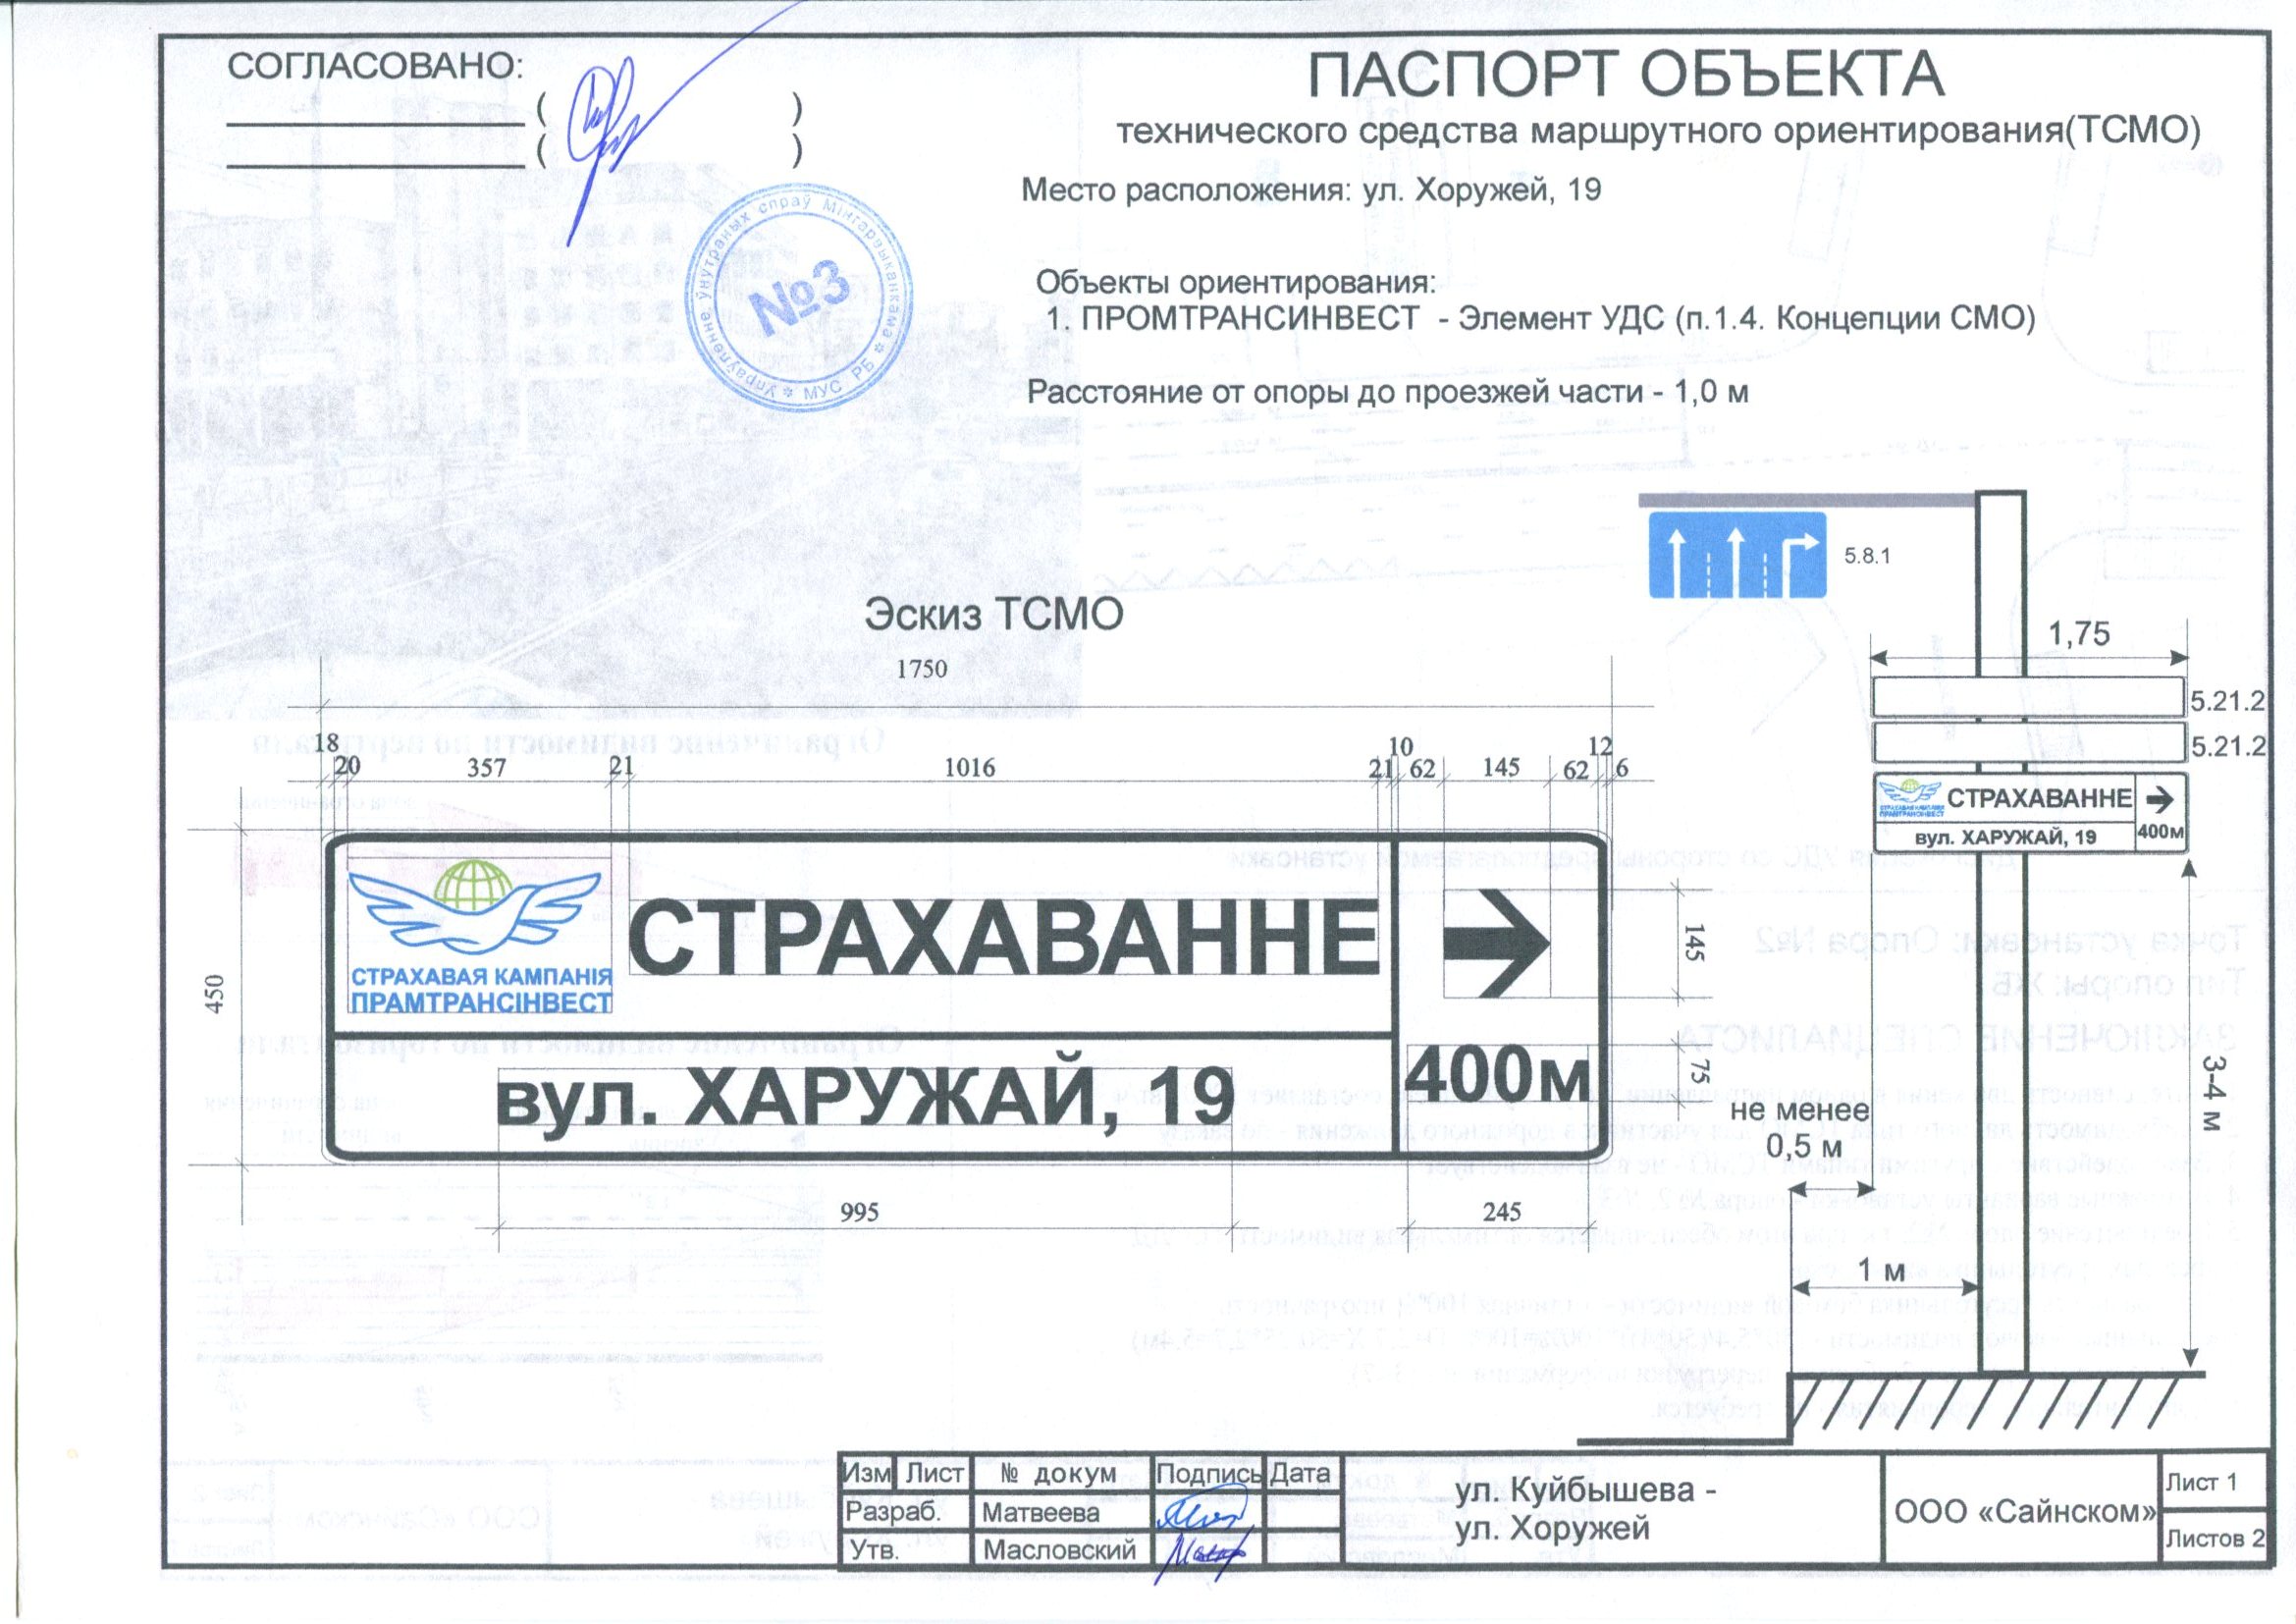 СОГЛАСОВАНО:
( )
( )
ПАСПОРТ ОБЪЕКТА
технического средства маршрутного ориентирования(ТСМО)
Место расположения: ул. Хоружей, 19
Объекты ориентирования:
1. ПРОМТРАНСИНВЕСТ - Элемент УДС (п.1.4. Концепции СМО)
Расстояние от опоры до проезжей части - 1,0 м
Упраўленне ўнутраных спраў Мінгарвыканкама * МУС РБ *
№3
5.8.1
Эскиз ТСМО
1750
1,75
5.21.2
5.21.2
18 20 357 21 1016 21 10 62 145 62 12 6
СТРАХАВАЯ КАМПАНІЯ
ПРАМТРАНСІНВЕСТ
СТРАХАВАННЕ
400м
вул. ХАРУЖАЙ, 19
450
СТРАХАВАЯ КАМПАНІЯ
ПРАМТРАНСІНВЕСТ
СТРАХАВАННЕ
вул. ХАРУЖАЙ, 19
400м
145
75
995
245
не менее
0,5 м
1 м
3-4 м
Изм Лист № докум Подпись Дата
Разраб. Матвеева
Утв. Масловский
ул. Куйбышева -
ул. Хоружей
ООО «Сайнском»
Лист 1
Листов 2